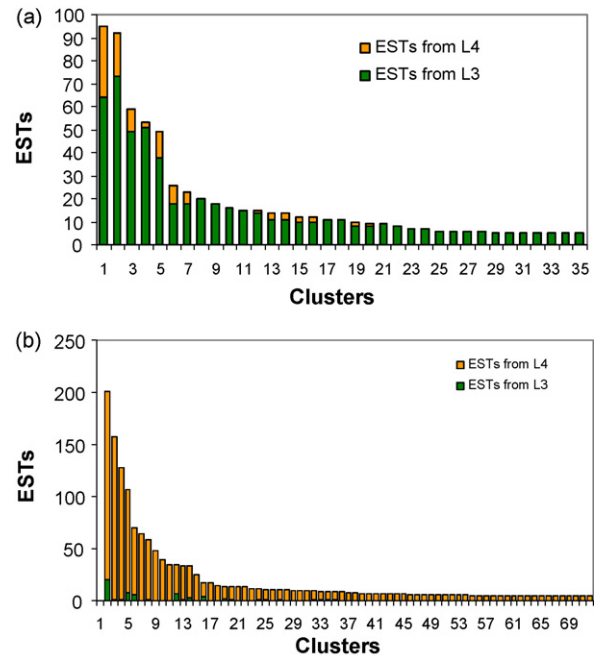 (a)
100
90
80
70
60
50
40
30
20
10
0
ESTs
ESTs from L4
ESTs from L3
1 3 5 7 9 11 13 15 17 19 21 23 25 27 29 31 33 35
Clusters
(b)
250
200
150
100
50
0
ESTs
ESTs from L4
ESTs from L3
1 5 9 13 17 21 25 29 33 37 41 45 49 53 57 61 65 69
Clusters